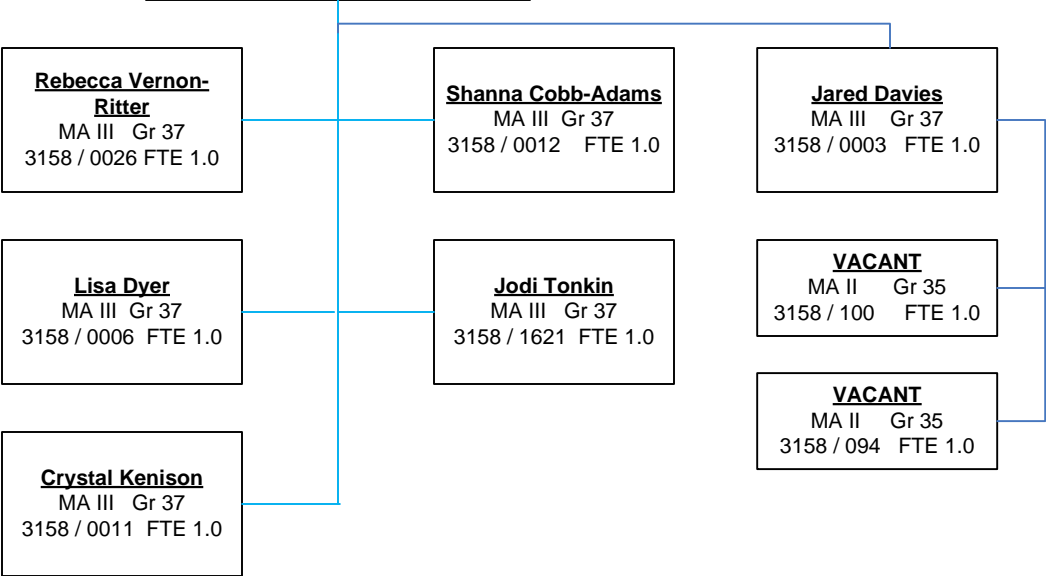 Rebecca Vernon-
Ritter
MA III Gr 37
3158 / 0026 FTE 1.0
Shanna Cobb-Adams
MA III Gr 37
3158 / 0012 FTE 1.0
Jared Davies
MA III Gr 37
3158 / 0003 FTE 1.0
Lisa Dyer
MA III Gr 37
3158 / 0006 FTE 1.0
Jodi Tonkin
MA III Gr 37
3158 / 1621 FTE 1.0
VACANT
MA II Gr 35
3158 / 100 FTE 1.0
VACANT
MA II Gr 35
3158 / 094 FTE 1.0
Crystal Kenison
MA III Gr 37
3158 / 0011 FTE 1.0